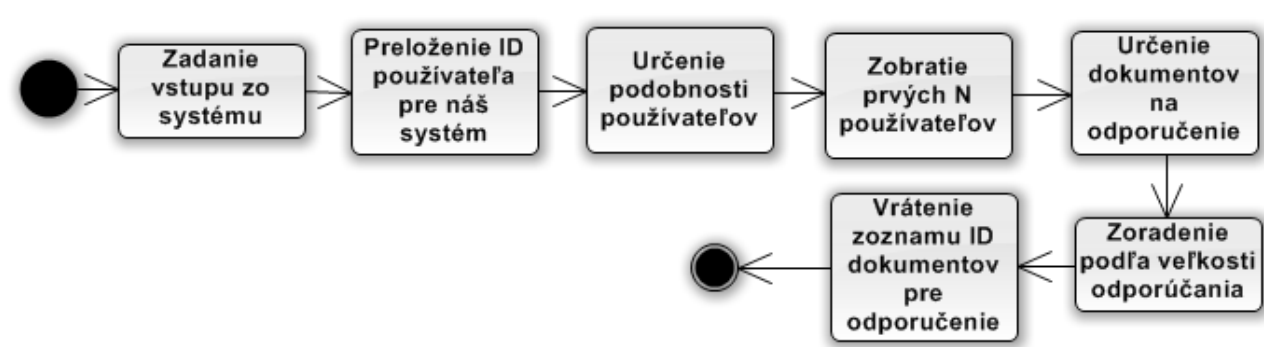 Zadanie
vstupu zo
systému
Preloženie ID
používateľa
pre náš
systém
Určenie
podobnosti
používateľov
Zobratie
prvých N
používateľov
Určenie
dokumentov
na
odporučenie
Zoradenie
podľa veľkosti
odporúčania
Vrátenie
zoznamu ID
dokumentov
pre
odporučenie